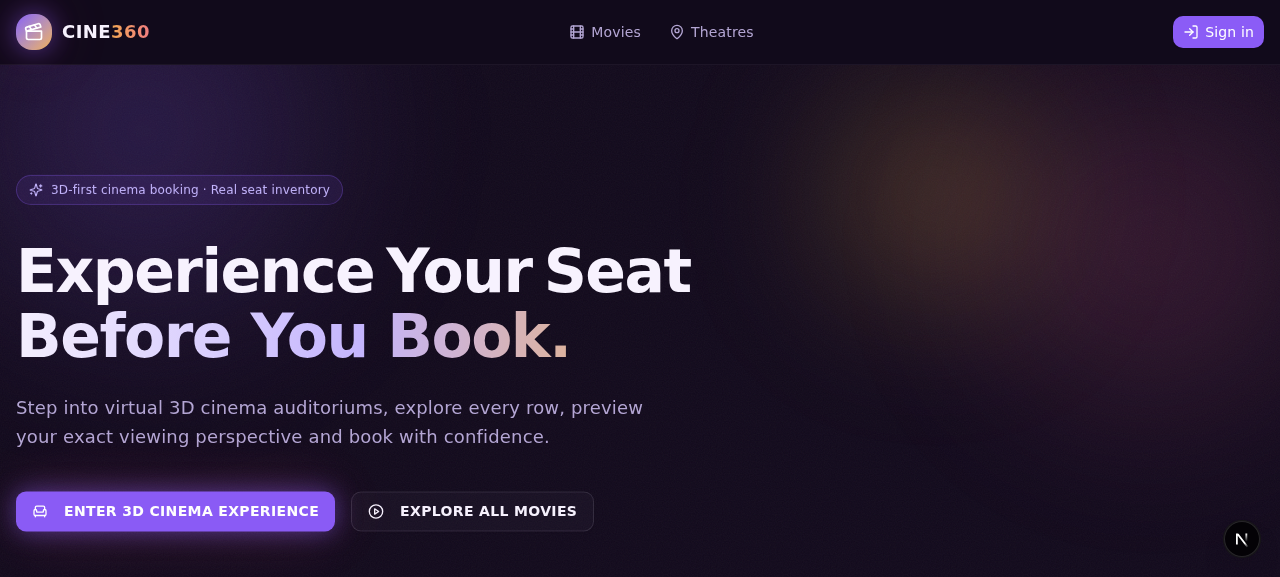 CINE360
Movies
Theatres
Sign in
3D-first cinema booking · Real seat inventory
Experience Your Seat
Before You Book.
Step into virtual 3D cinema auditoriums, explore every row, preview
your exact viewing perspective and book with confidence.
ENTER 3D CINEMA EXPERIENCE
EXPLORE ALL MOVIES
N